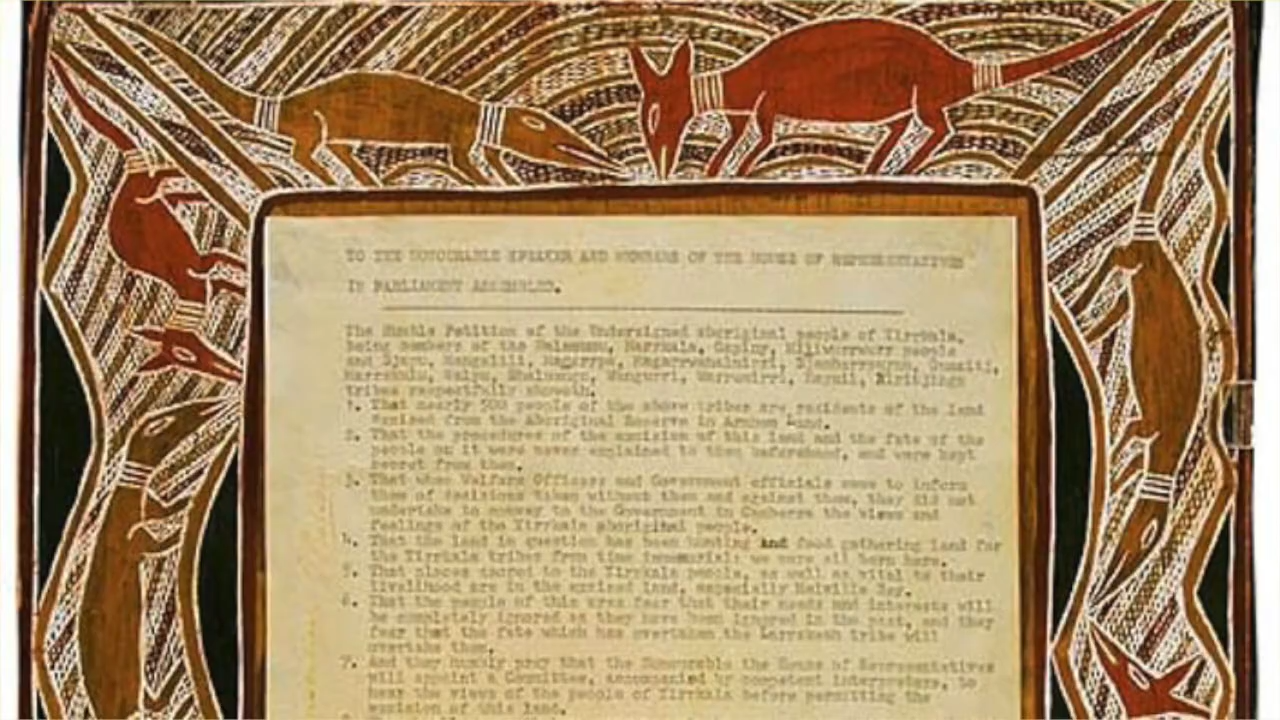 TO THE HONOURABLE SPEAKER AND MEMBERS OF THE HOUSE OF REPRESENTATIVES
IN PARLIAMENT ASSEMBLED.
The Humble Petition of the Undersigned aboriginal people of Yirrkala,
being members of the Balamumu, Narrkala, Gapiny, Miliwurrwurr people
and Djapu, Mangalili, Madarrpa, Djambarrpuynu, Gumaitj,
Marrakulu, Galpu, Wangurri, Warramirri,
tribes respectfully showeth.
1. That nearly 500 people of the above tribes are residents of the land
excised from the Aboriginal Reserve in Arnhem Land.
2. That the procedures of the excision of this land and the fate of the
people on it were never explained to them beforehand, and were kept
secret from them.
3. That when Welfare Officers and Government officials came to inform
them of decisions taken without them and against them, they did not
undertake to convey to the Government in Canberra the views and
feelings of the Yirrkala aboriginal people.
4. That the land in question has been hunting and food gathering land for
the Yirrkala tribes from time immemorial: we were all born here.
5. That places sacred to the Yirrkala people, as well as vital to their
livelihood are in the excised land, especially Melville Bay.
6. That the people of this area fear that their needs and interests will
be completely ignored as they have been ignored in the past, and they
fear that the fate which has overtaken the Larrakeah tribe will
overtake them.
7. And they humbly pray that the Honourable the House of Representatives
will appoint a Committee, accompanied by competent interpreters, to
hear the views of the people of Yirrkala before permitting the
excision of this land.